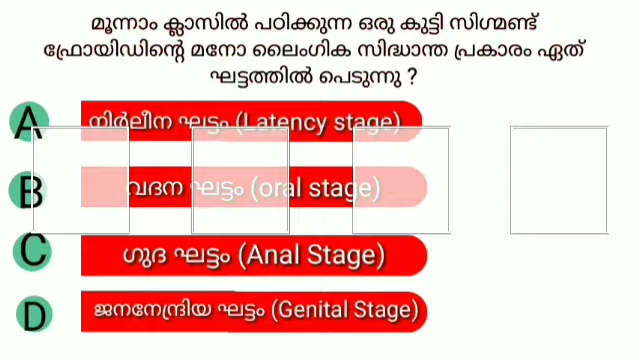 മൂന്നാം ക്ലാസിൽ പഠിക്കുന്ന ഒരു കുട്ടി സിഗ്മണ്ട്
ഫ്രോയിഡിന്റെ മനോ ലൈംഗിക സിദ്ധാന്ത പ്രകാരം ഏത്
ഘട്ടത്തിൽ പെടുന്നു ?
A നിർലീന ഘട്ടം (Latency stage)
B വദന ഘട്ടം (oral stage)
C ഗുദ ഘട്ടം (Anal Stage)
D ജനനേന്ദ്രിയ ഘട്ടം (Genital Stage)